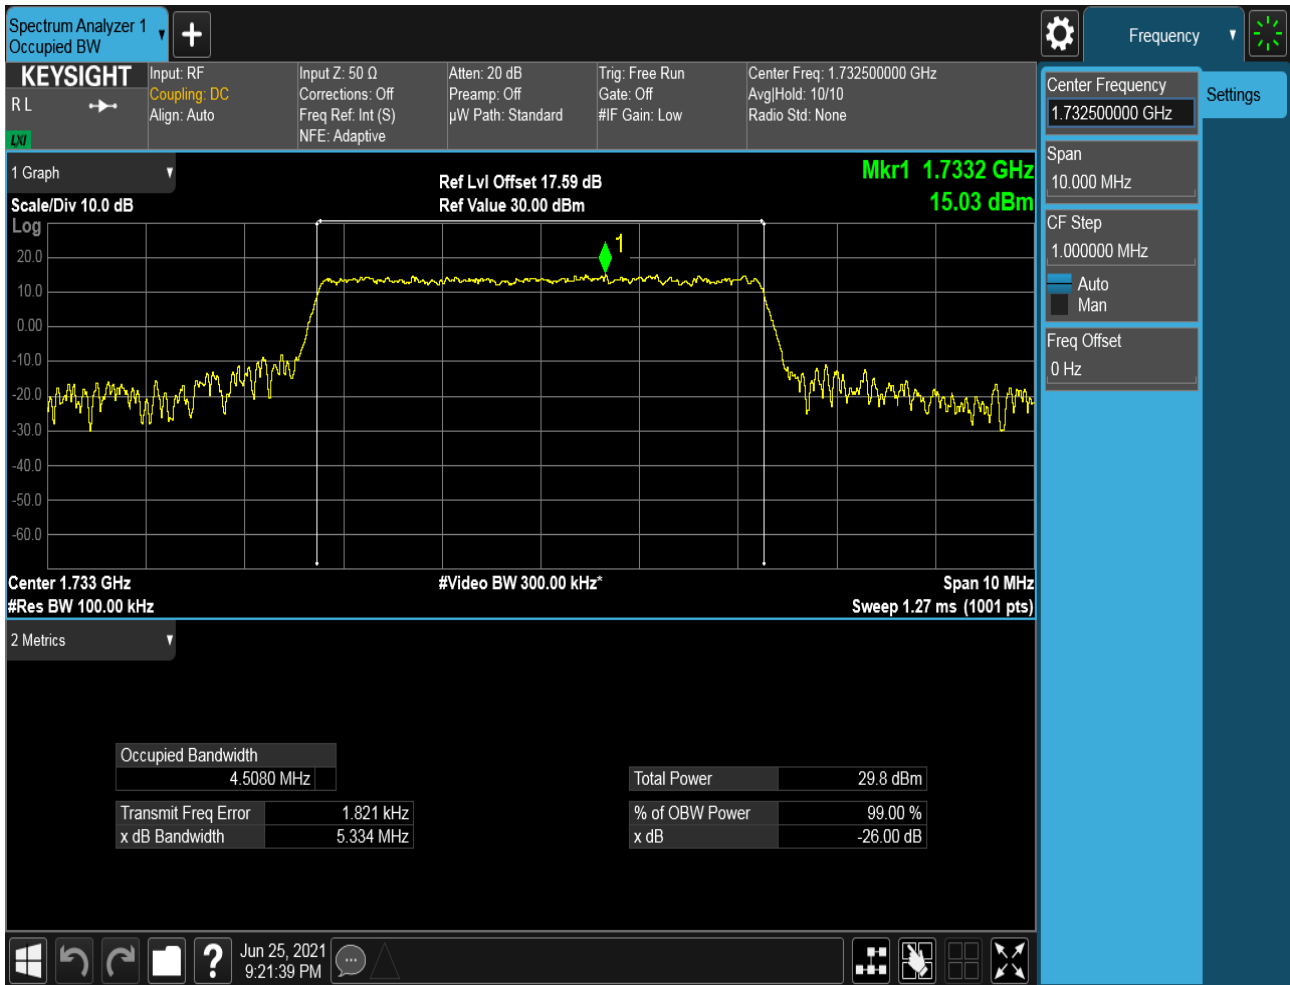 Spectrum Analyzer 1
Occupied BW
Frequency
KEYSIGHT
R L
LXI
Input: RF
Coupling: DC
Align: Auto
Input Z: 50 Ω
Corrections: Off
Freq Ref: Int (S)
NFE: Adaptive
Atten: 20 dB
Preamp: Off
µW Path: Standard
Trig: Free Run
Gate: Off
#IF Gain: Low
Center Freq: 1.732500000 GHz
Avg|Hold: 10/10
Radio Std: None
Center Frequency
1.732500000 GHz
Settings
Span
10.000 MHz
CF Step
1.000000 MHz
Auto
Man
Freq Offset
0 Hz
1 Graph
Scale/Div 10.0 dB
Ref Lvl Offset 17.59 dB
Ref Value 30.00 dBm
Mkr1 1.7332 GHz
15.03 dBm
Log
1
20.0
10.0
0.00
-10.0
-20.0
-30.0
-40.0
-50.0
-60.0
Center 1.733 GHz
#Video BW 300.00 kHz*
Span 10 MHz
#Res BW 100.00 kHz
Sweep 1.27 ms (1001 pts)
2 Metrics
Occupied Bandwidth
4.5080 MHz
Transmit Freq Error 1.821 kHz
x dB Bandwidth 5.334 MHz
Total Power 29.8 dBm
% of OBW Power 99.00 %
x dB -26.00 dB
?
Jun 25, 2021
9:21:39 PM